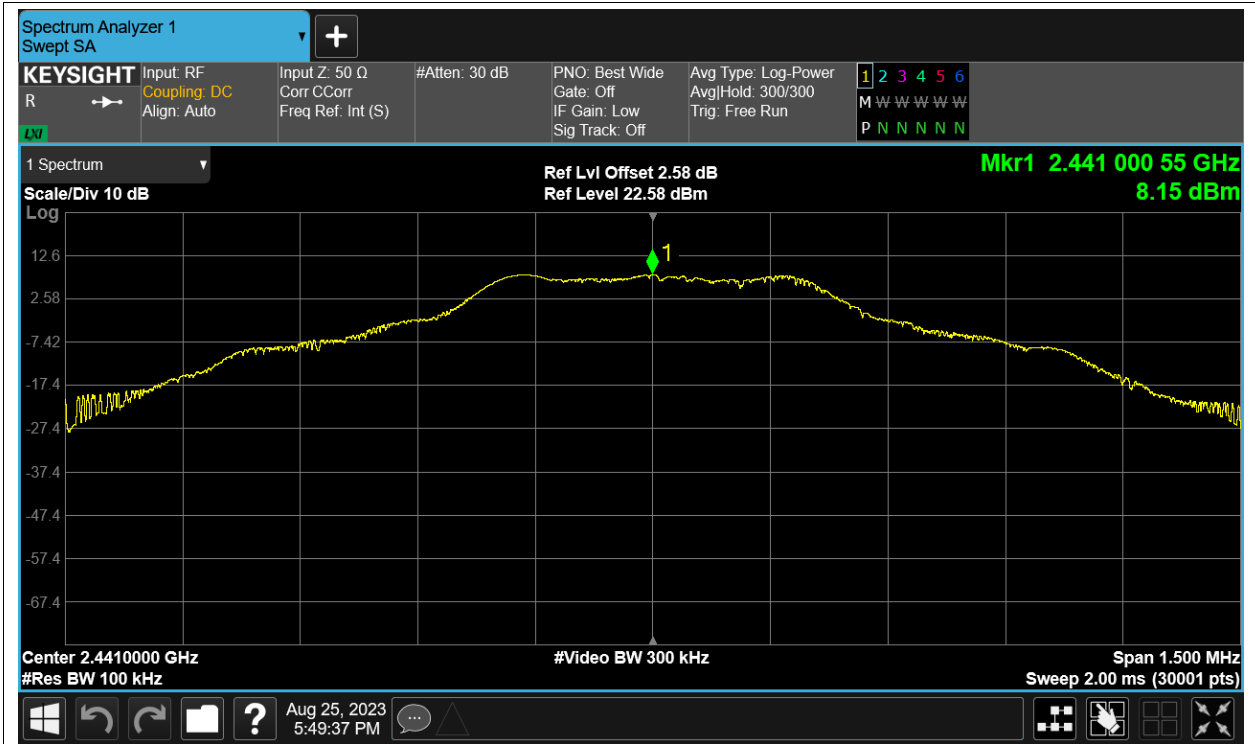 Spectrum Analyzer 1
Swept SA
+
KEYSIGHT
R
LXI
Input: RF
Coupling: DC
Align: Auto
Input Z: 50 Ω
Corr CCorr
Freq Ref: Int (S)
#Atten: 30 dB
PNO: Best Wide
Gate: Off
IF Gain: Low
Sig Track: Off
Avg Type: Log-Power
Avg|Hold: 300/300
Trig: Free Run
1 2 3 4 5 6
M W W W W W
P N N N N N
1 Spectrum
Scale/Div 10 dB
Log
Ref Lvl Offset 2.58 dB
Ref Level 22.58 dBm
Mkr1 2.441 000 55 GHz
8.15 dBm
1
12.6
2.58
-7.42
-17.4
-27.4
-37.4
-47.4
-57.4
-67.4
Center 2.4410000 GHz
#Res BW 100 kHz
#Video BW 300 kHz
Span 1.500 MHz
Sweep 2.00 ms (30001 pts)
?
Aug 25, 2023
5:49:37 PM